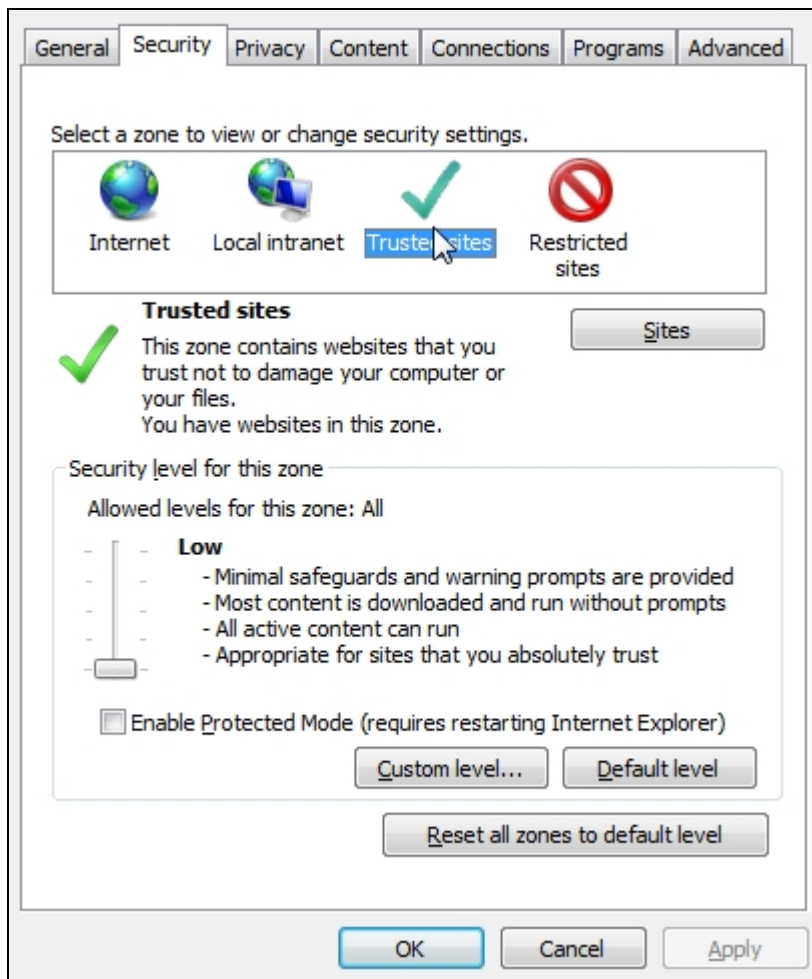 General Security Privacy Content Connections Programs Advanced
Select a zone to view or change security settings.
Internet Local intranet Trusted sites Restricted sites
Trusted sites
Sites
This zone contains websites that you
trust not to damage your computer or
your files.
You have websites in this zone.
Security level for this zone
Allowed levels for this zone: All
Low
- Minimal safeguards and warning prompts are provided
- Most content is downloaded and run without prompts
- All active content can run
- Appropriate for sites that you absolutely trust
Enable Protected Mode (requires restarting Internet Explorer)
Custom level... Default level
Reset all zones to default level
OK Cancel Apply